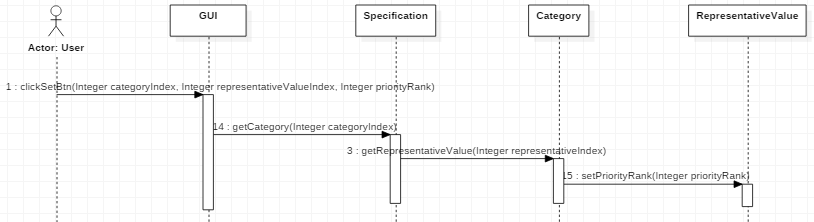 GUI
Specification
Category
RepresentativeValue
Actor: User
1 : clickSetBtn(Integer categoryIndex, Integer representativeValueIndex, Integer priorityRank)
14 : getCategory(Integer categoryIndex)
3 : getRepresentativeValue(Integer representativeIndex)
15 : setPriorityRank(Integer priorityRank)